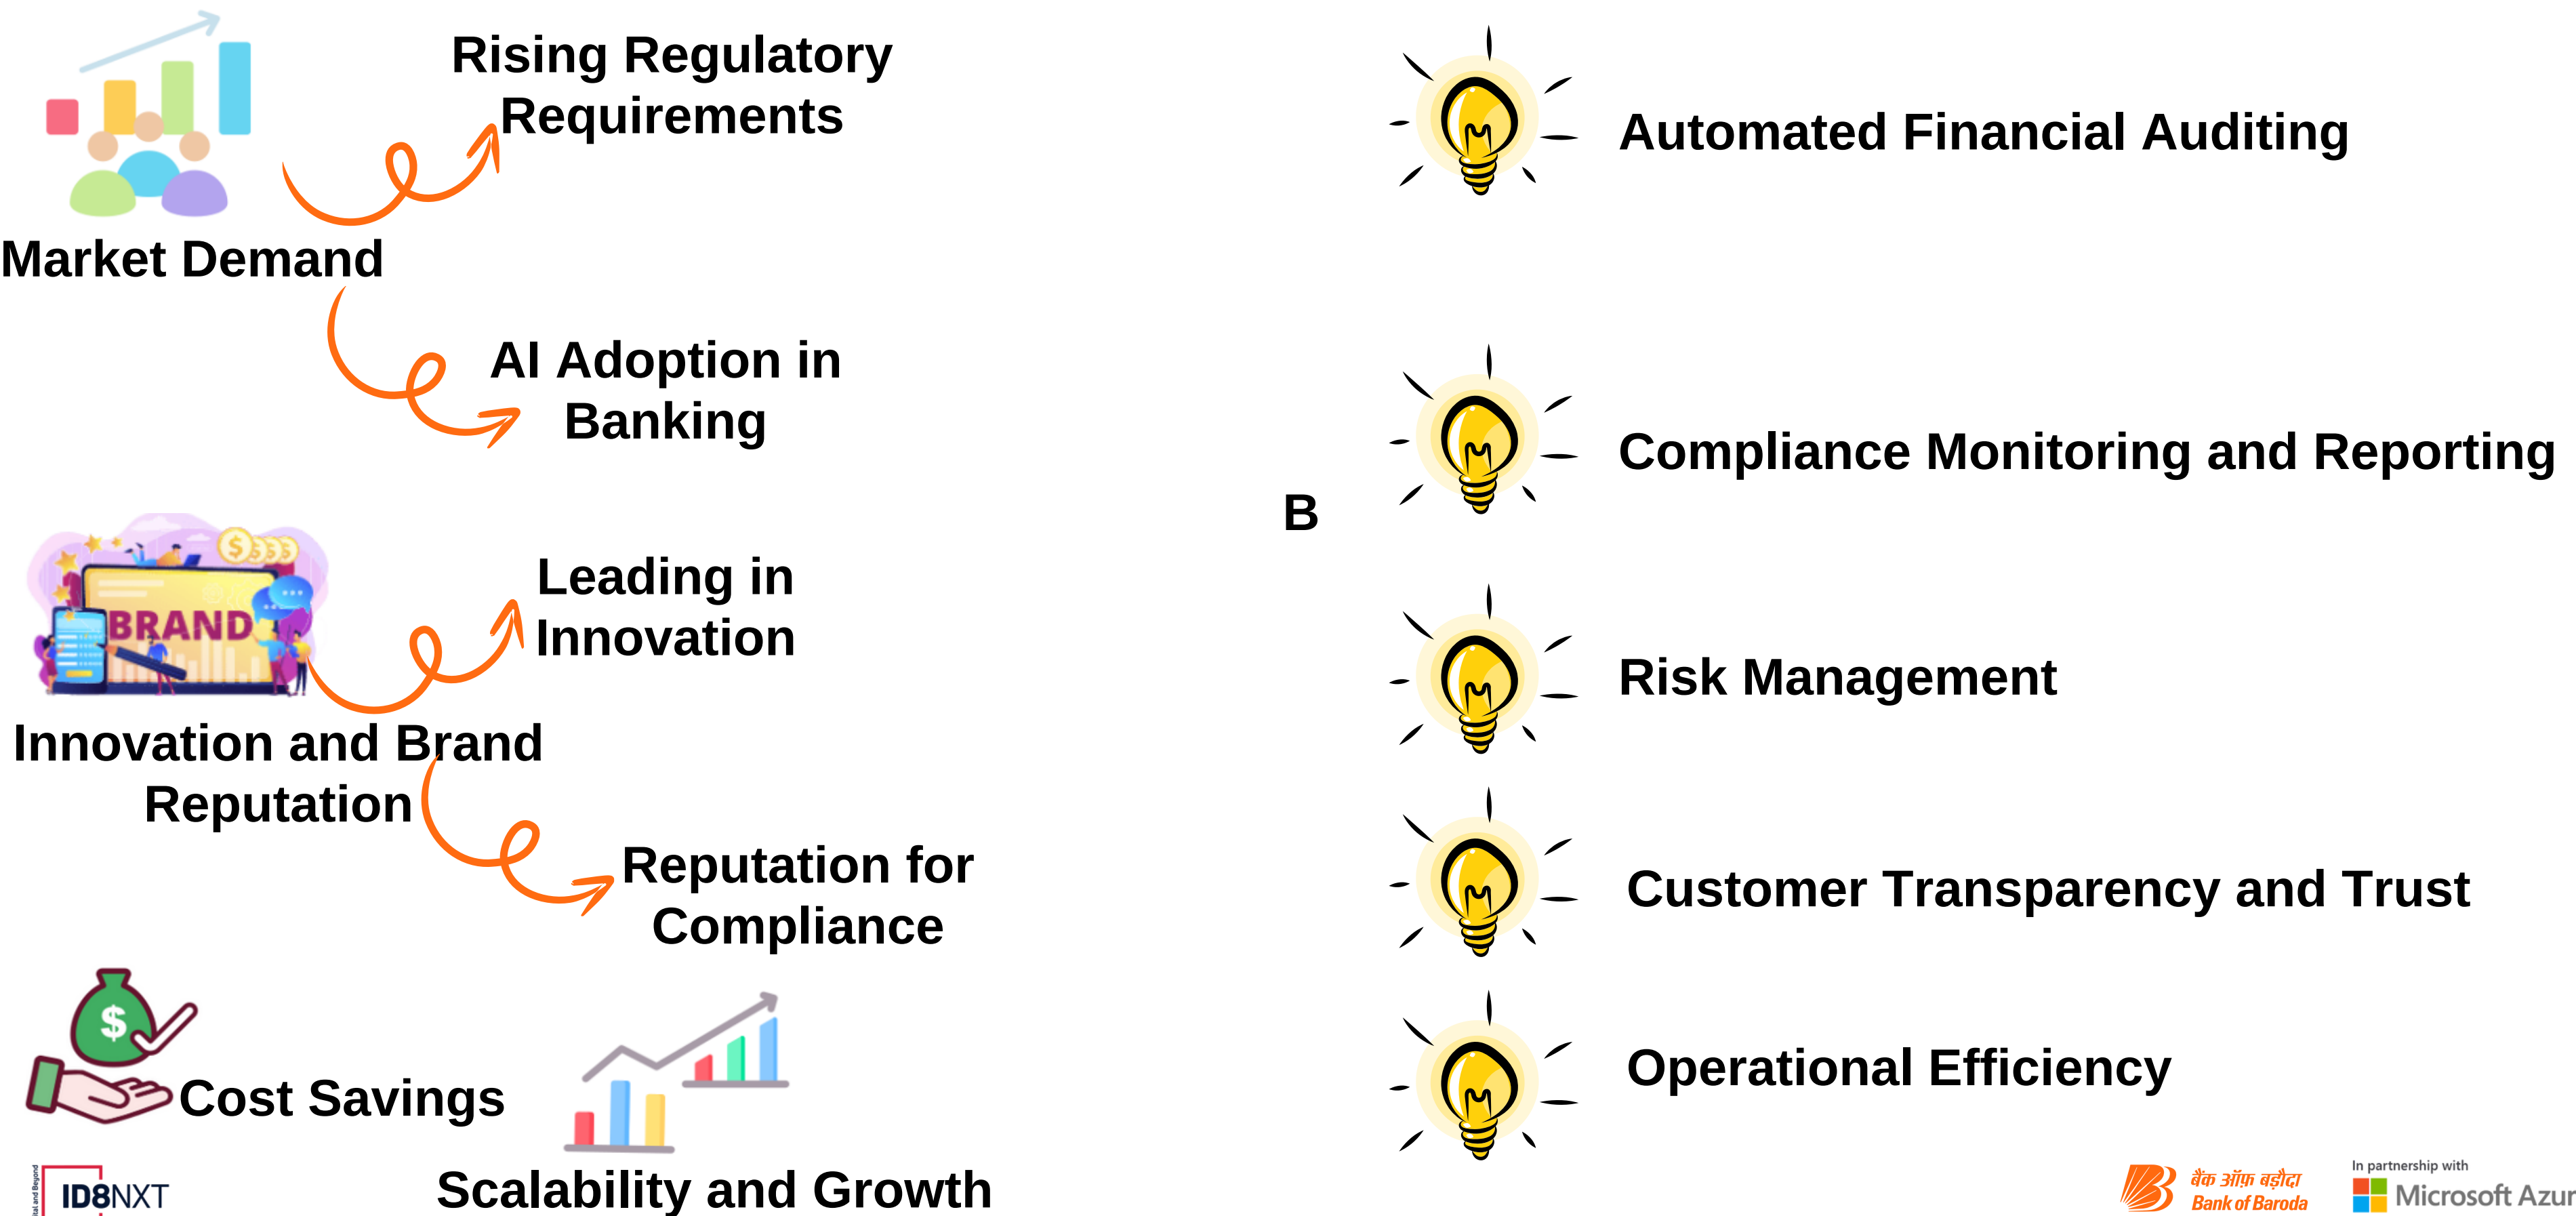 Rising Regulatory
Requirements
Market Demand
AI Adoption in
Banking
BRAND
Leading in
Innovation
Innovation and Brand
Reputation
Reputation for
Compliance
$
Cost Savings
Scalability and Growth
B
Automated Financial Auditing
Compliance Monitoring and Reporting
Risk Management
Customer Transparency and Trust
Operational Efficiency
ID8NXT
and Beyond
बैंक ऑफ़ बड़ौदा
Bank of Baroda
In partnership with
Microsoft Azur